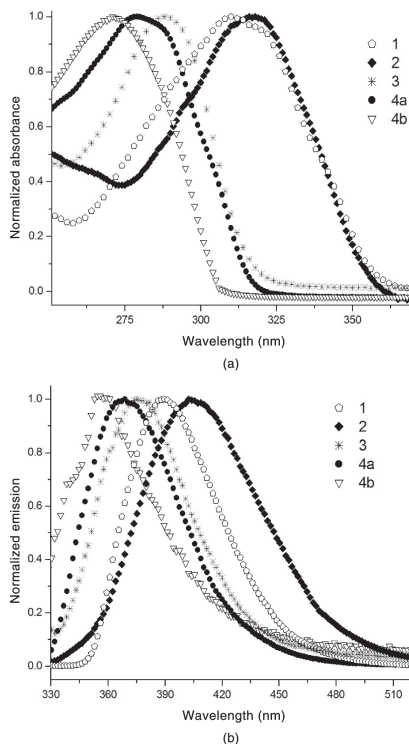 1.0
0.8
0.6
0.4
0.2
0.0
Normalized absorbance
1
2
3
4a
4b
275
300
325
350
Wavelength (nm)
(a)
1.0
0.8
0.6
0.4
0.2
0.0
Normalized emission
1
2
3
4a
4b
330
360
390
420
450
480
510
Wavelength (nm)
(b)